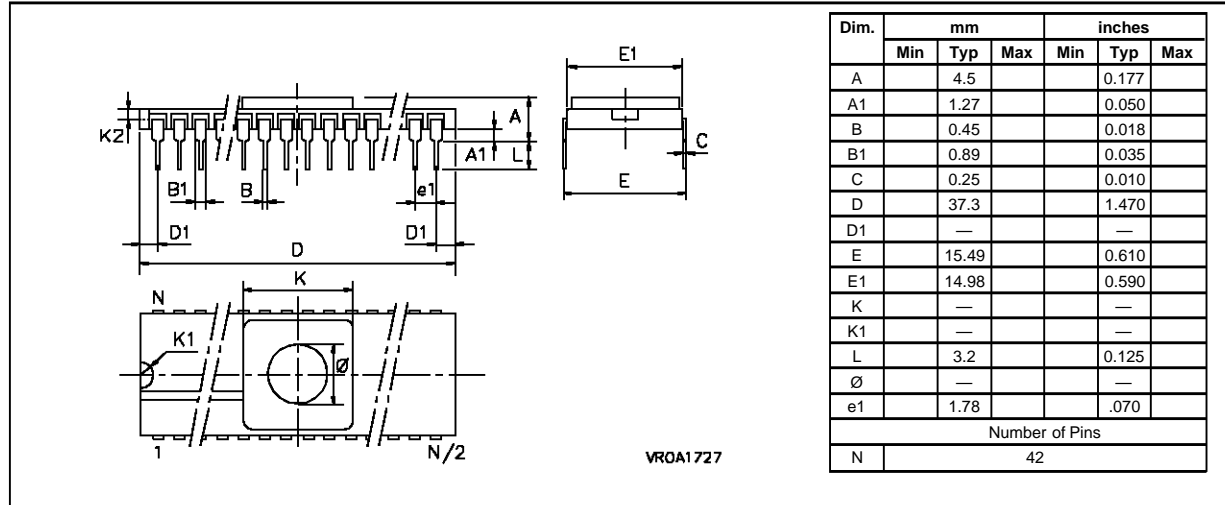 E1
K2
A
A1
L
C
B1
B
e1
E
D1
D1
D
K
N
K1
Ø
1
N/2
VR0A1727
Dim. mm inches
Min Typ Max Min Typ Max
A 4.5 0.177
A1 1.27 0.050
B 0.45 0.018
B1 0.89 0.035
C 0.25 0.010
D 37.3 1.470
D1 — —
E 15.49 0.610
E1 14.98 0.590
K — —
K1 — —
L 3.2 0.125
Ø — —
e1 1.78 .070
Number of Pins
N 42